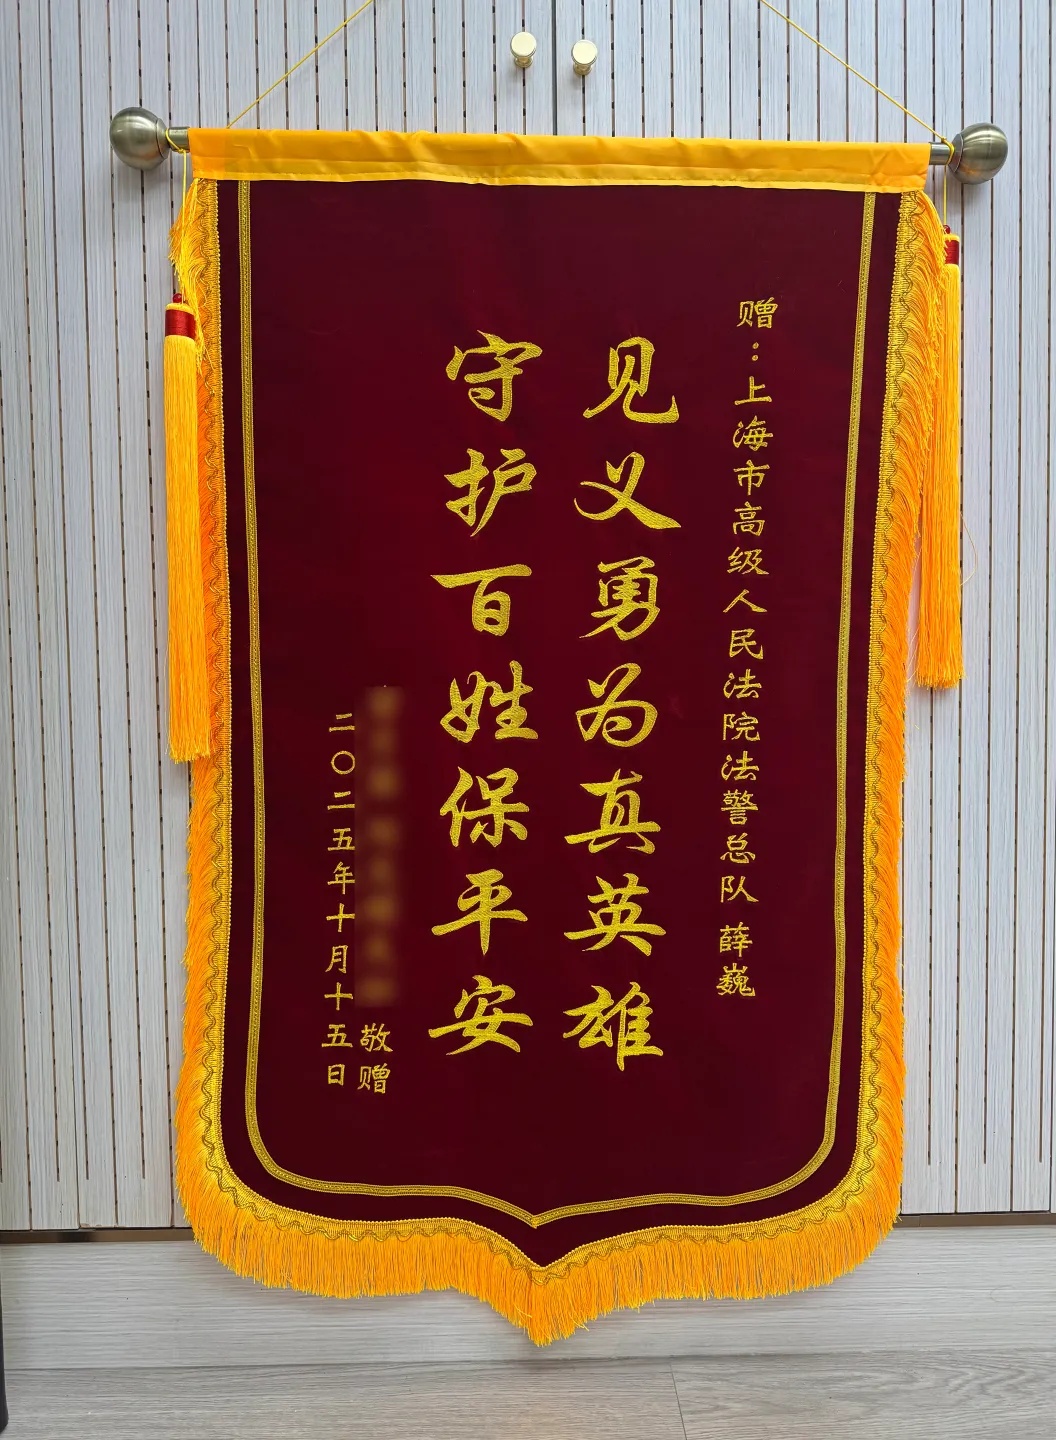 赠：上海市高级人民法院法警总队 薛巍
见义勇为真英雄
守护百姓保平安
敬赠
二〇二五年十月十五日